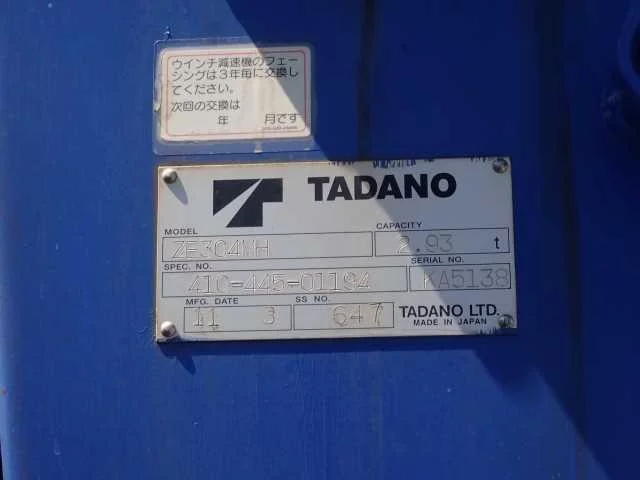 ウインチ減速機のフェー
シングは3年毎に交換し
てください。
次回の交換は
年 月です
TADANO
MODEL
ZE304MH
CAPACITY
2.93 t
SPEC. NO.
410-445-01194
SERIAL NO.
KA5138
MFG. DATE
11 3
SS NO.
647
TADANO LTD.
MADE IN JAPAN